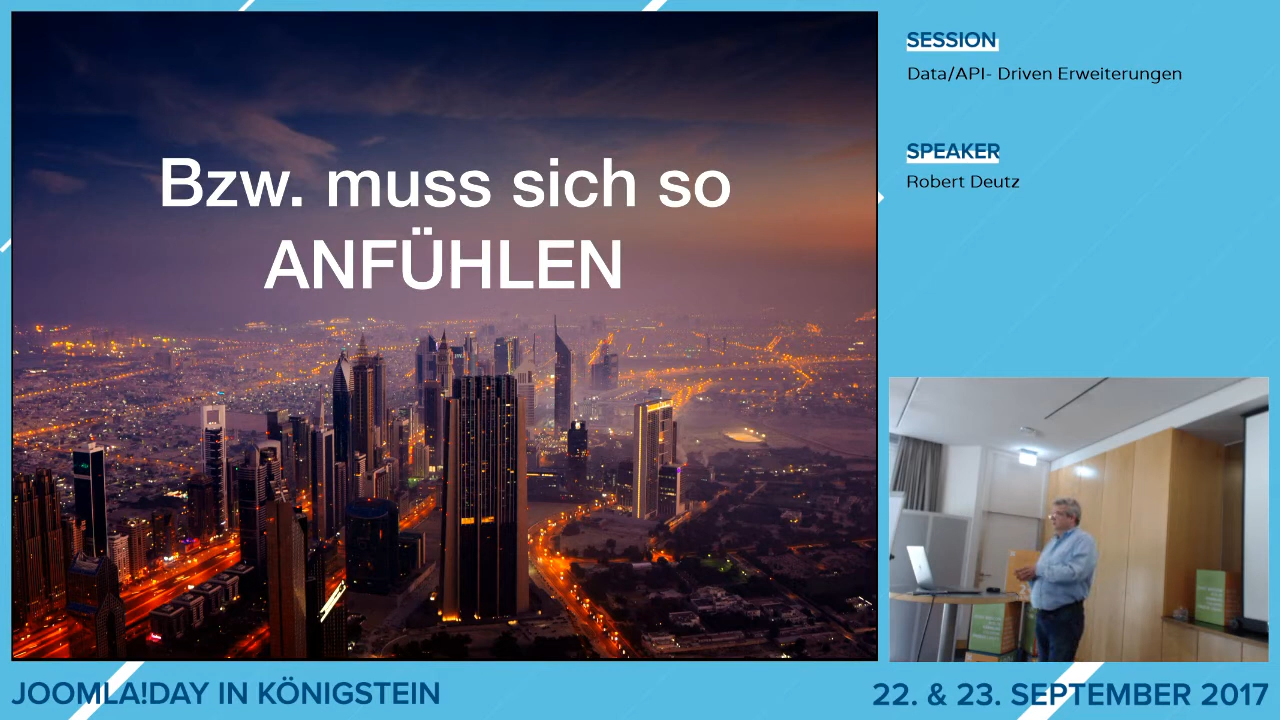 Bzw. muss sich so
ANFÜHLEN
SESSION
Data/API- Driven Erweiterungen
SPEAKER
Robert Deutz
JOOMLA!DAY IN KÖNIGSTEIN
22. & 23. SEPTEMBER 2017